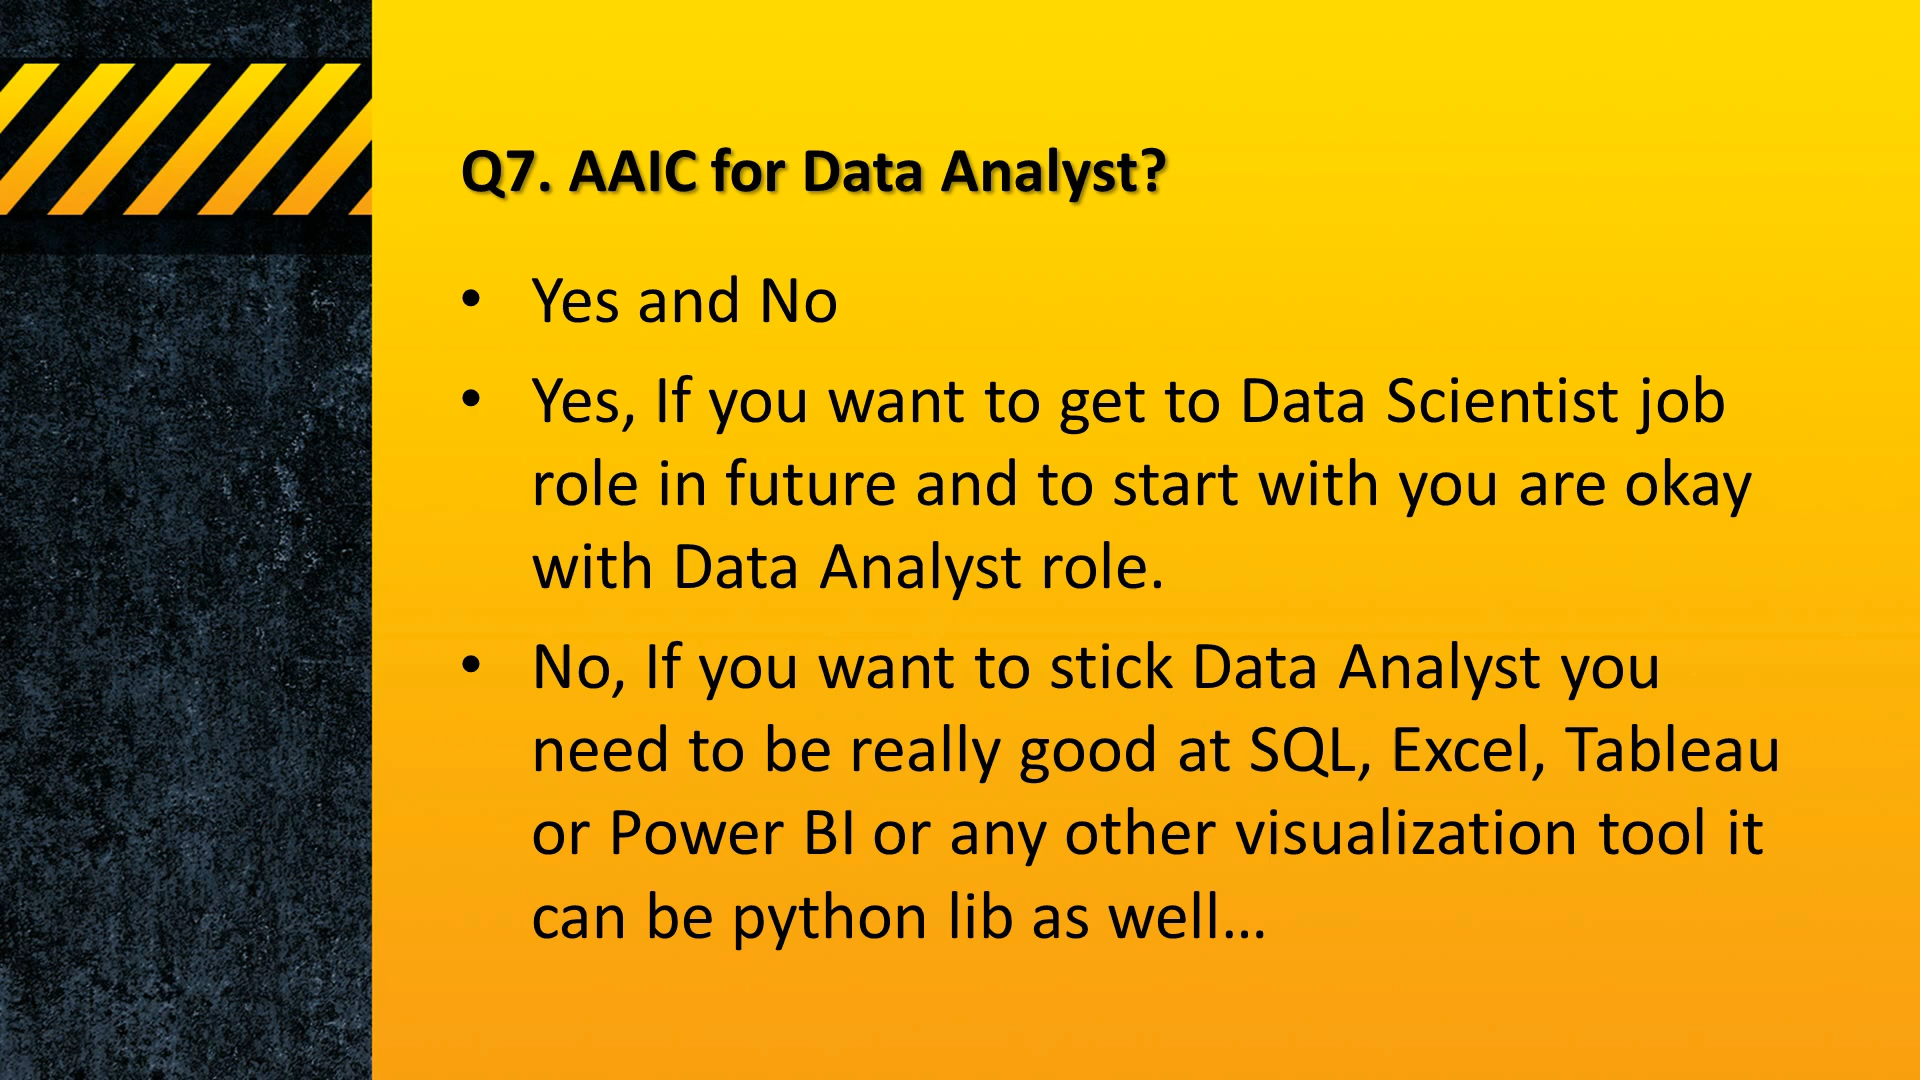 Q7. AAIC for Data Analyst?
• Yes and No
• Yes, If you want to get to Data Scientist job
role in future and to start with you are okay
with Data Analyst role.
• No, If you want to stick Data Analyst you
need to be really good at SQL, Excel, Tableau
or Power BI or any other visualization tool it
can be python lib as well...